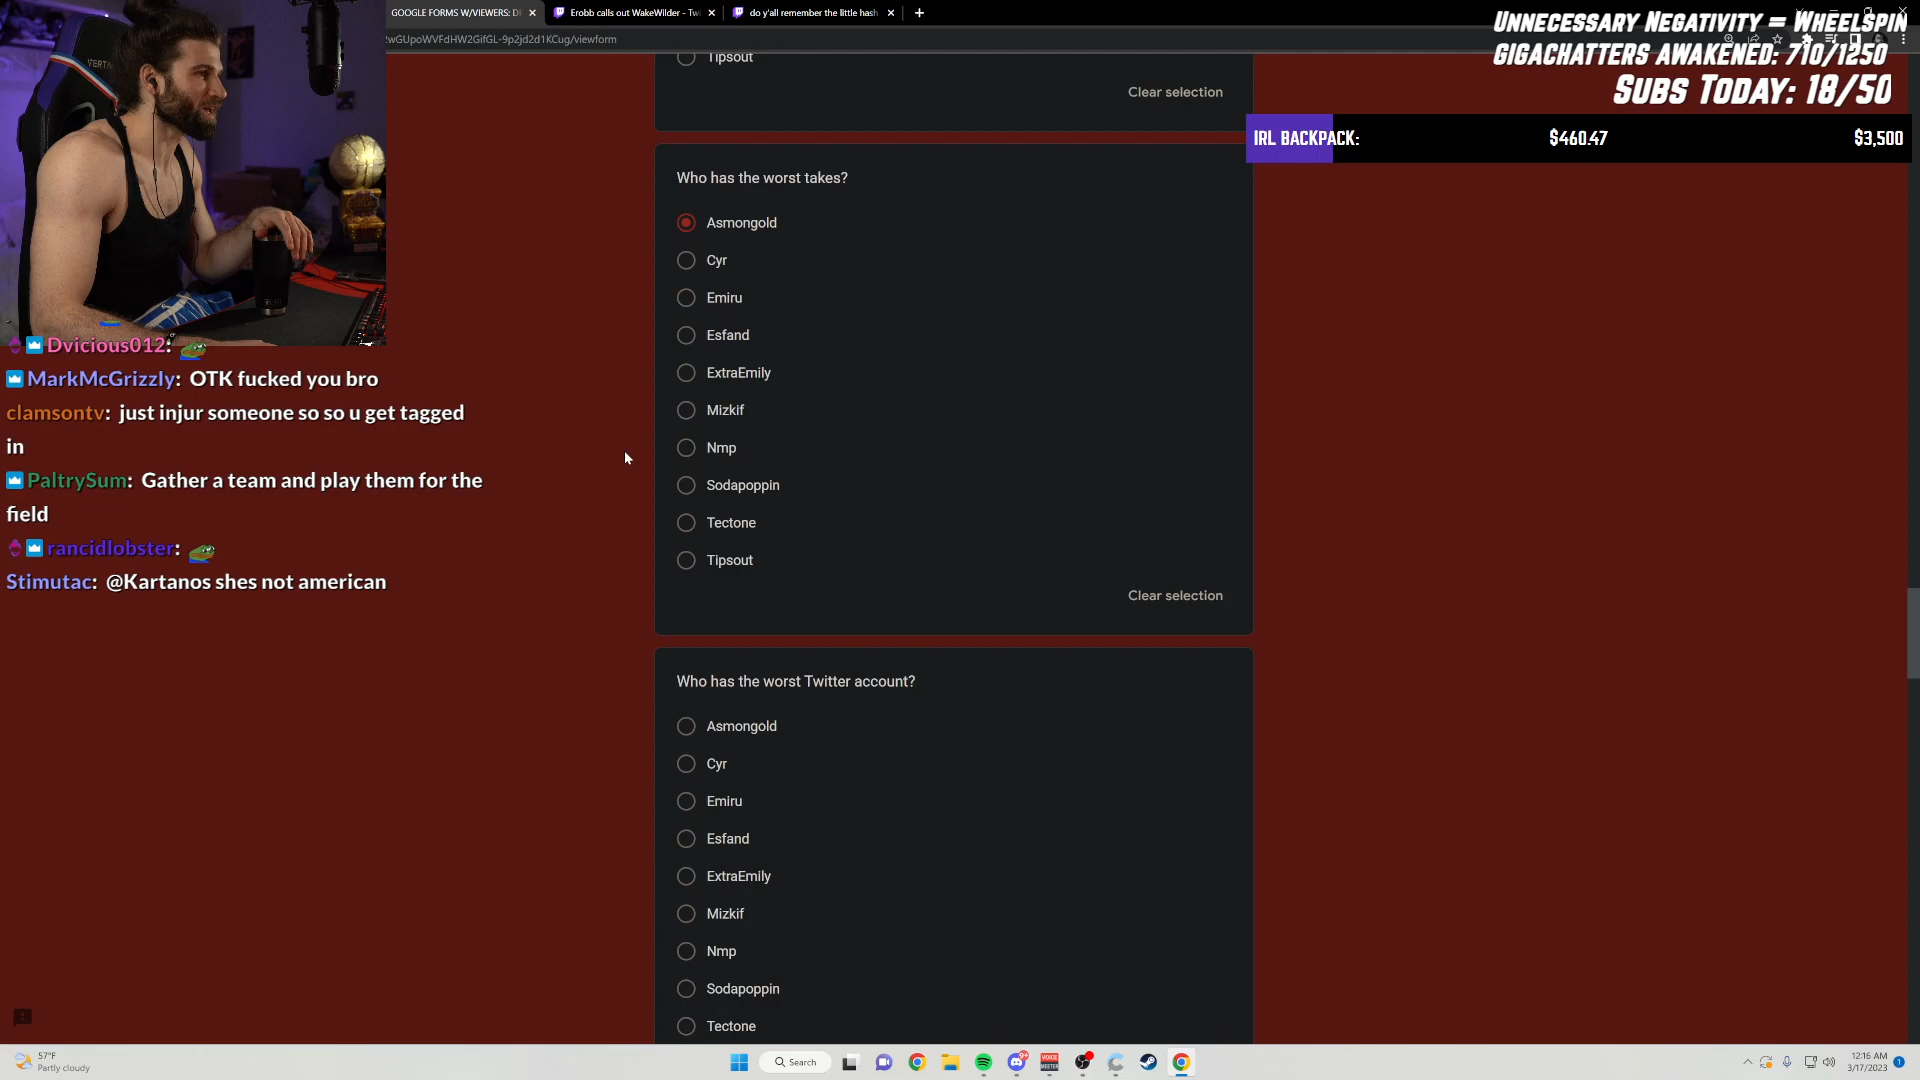 GOOGLE FORMS W/VIEWERS: D
Erobb calls out WakeWilder - Tw
do y'all remember the little hash
wGUpoWVFdHW2GifGL-9p2jd2d1KCug/viewform
UNNECESSARY NEGATIVITY = WHEELSPIN
GIGACHATTERS AWAKENED: 710/1250
SUBS TODAY: 18/50
IRL BACKPACK: $460.47 $3,500
Tipsout
Clear selection
Who has the worst takes?
Asmongold
Cyr
Emiru
Esfand
ExtraEmily
Mizkif
Nmp
Sodapoppin
Tectone
Tipsout
Clear selection
Who has the worst Twitter account?
Asmongold
Cyr
Emiru
Esfand
ExtraEmily
Mizkif
Nmp
Sodapoppin
Tectone
Dvicious012:
MarkMcGrizzly: OTK fucked you bro
clamsontv: just injur someone so so u get tagged
in
PaltrySum: Gather a team and play them for the
field
rancidlobster:
Stimutac: @Kartanos shes not american
57°F
Partly cloudy
Search
VOICE
MEETER
12:16 AM
3/17/2023
1